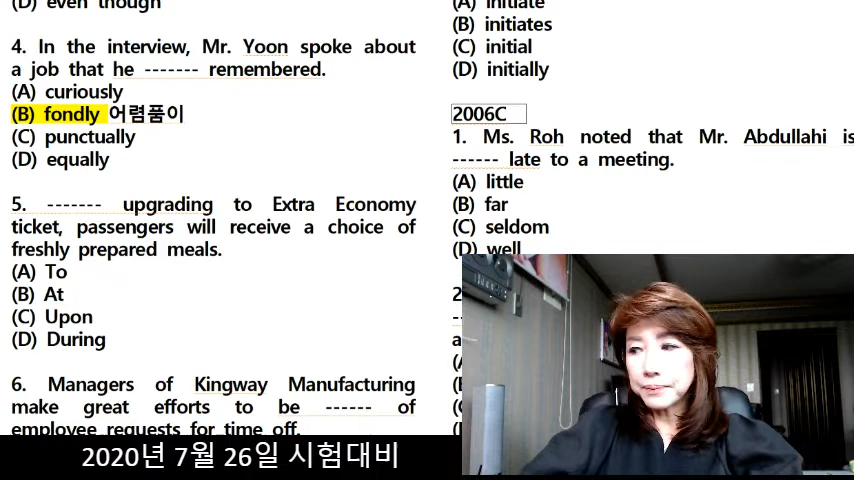 (D) even though
4. In the interview, Mr. Yoon spoke about
a job that he ------- remembered.
(A) curiously
(B) fondly 어렴품이
(C) punctually
(D) equally
5. ------- upgrading to Extra Economy
ticket, passengers will receive a choice of
freshly prepared meals.
(A) To
(B) At
(C) Upon
(D) During
6. Managers of Kingway Manufacturing
make great efforts to be ------ of
employee requests for time off.
(A) initiate
(B) initiates
(C) initial
(D) initially
2006C
1. Ms. Roh noted that Mr. Abdullahi is
------ late to a meeting.
(A) little
(B) far
(C) seldom
(D) well
2020년 7월 26일 시험대비